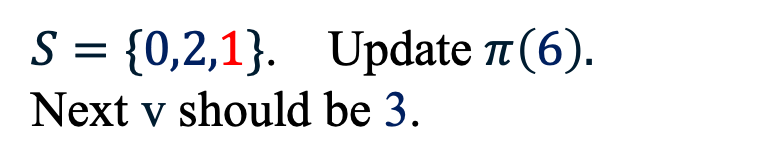 S = {0,2,1}. Update π(6).
Next v should be 3.